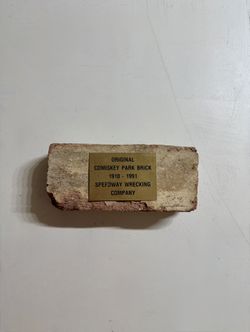 ORIGINAL
COMISKEY PARK BRICK
1910 - 1991
SPEEDWAY WRECKING
COMPANY